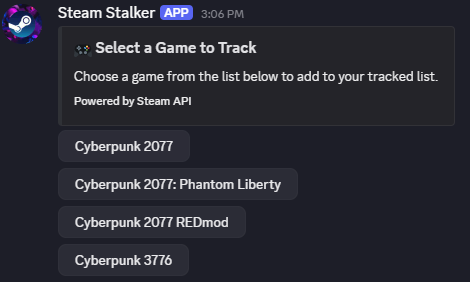 Steam Stalker APP 3:06 PM
🎮 Select a Game to Track
Choose a game from the list below to add to your tracked list.
Powered by Steam API
Cyberpunk 2077
Cyberpunk 2077: Phantom Liberty
Cyberpunk 2077 REDmod
Cyberpunk 3776